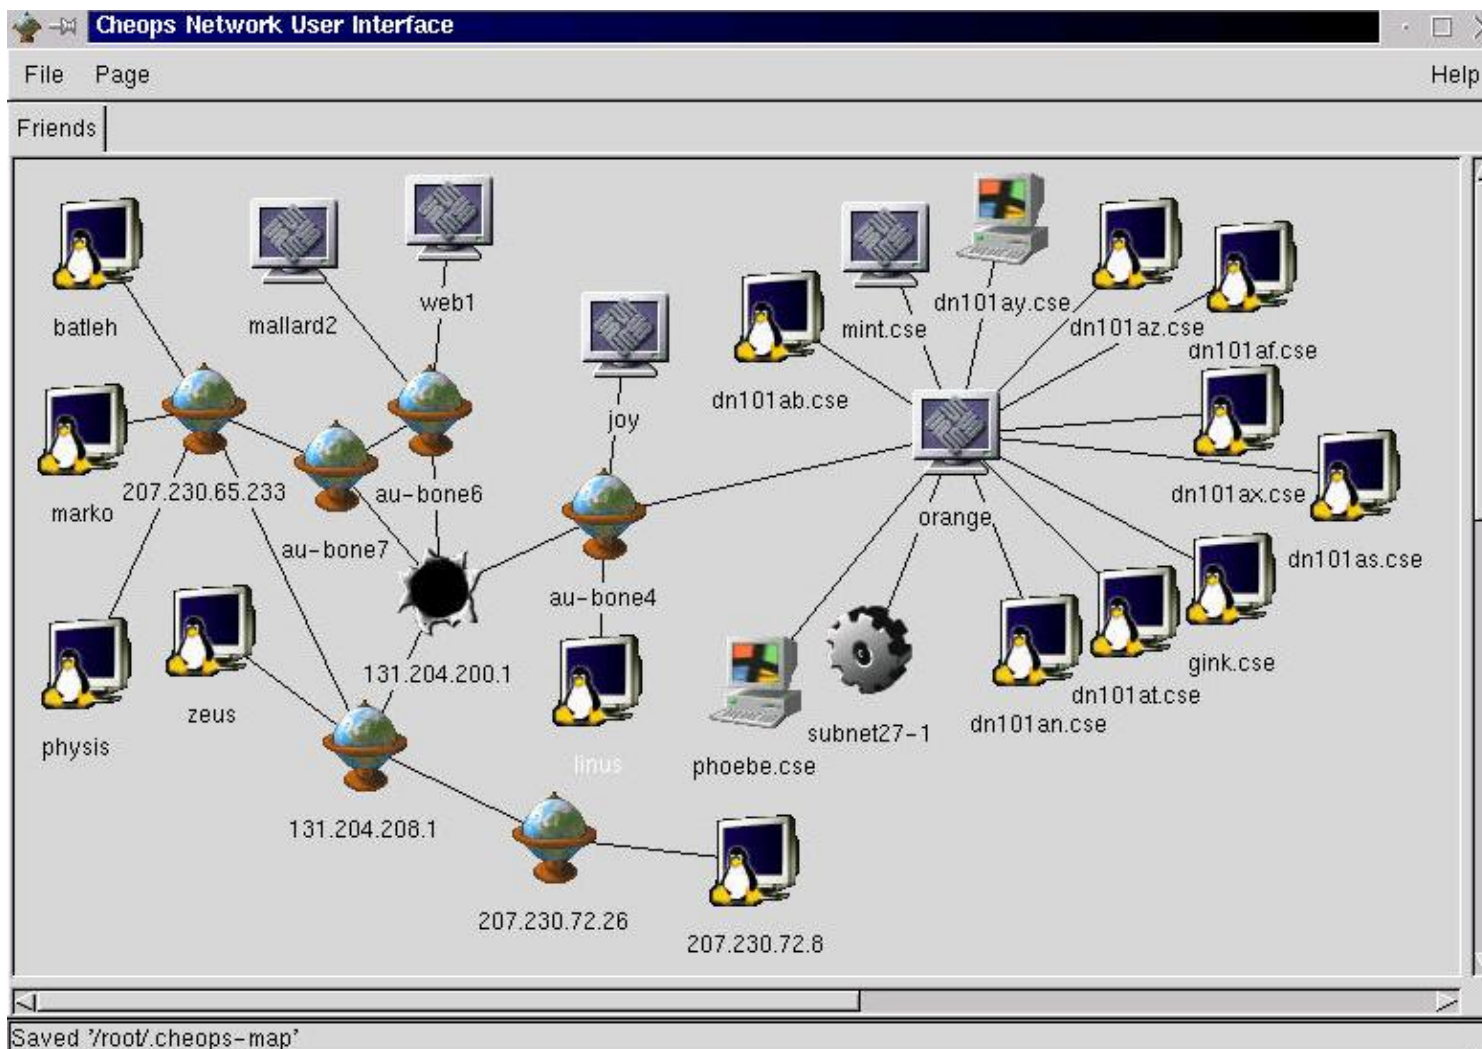 Cheops Network User Interface
File Page Help
Friends
batleh
mallard2
web1
joy
dn101ab.cse
mint.cse
dn101ay.cse
dn101az.cse
dn101af.cse
marko
207.230.65.233
au-bone6
au-bone7
au-bone4
orange
dn101ax.cse
dn101as.cse
physis
zeus
131.204.200.1
linus
phoebe.cse
subnet27-1
dn101an.cse
dn101at.cse
gink.cse
131.204.208.1
207.230.72.26
207.230.72.8
Saved '/root/.cheops-map'